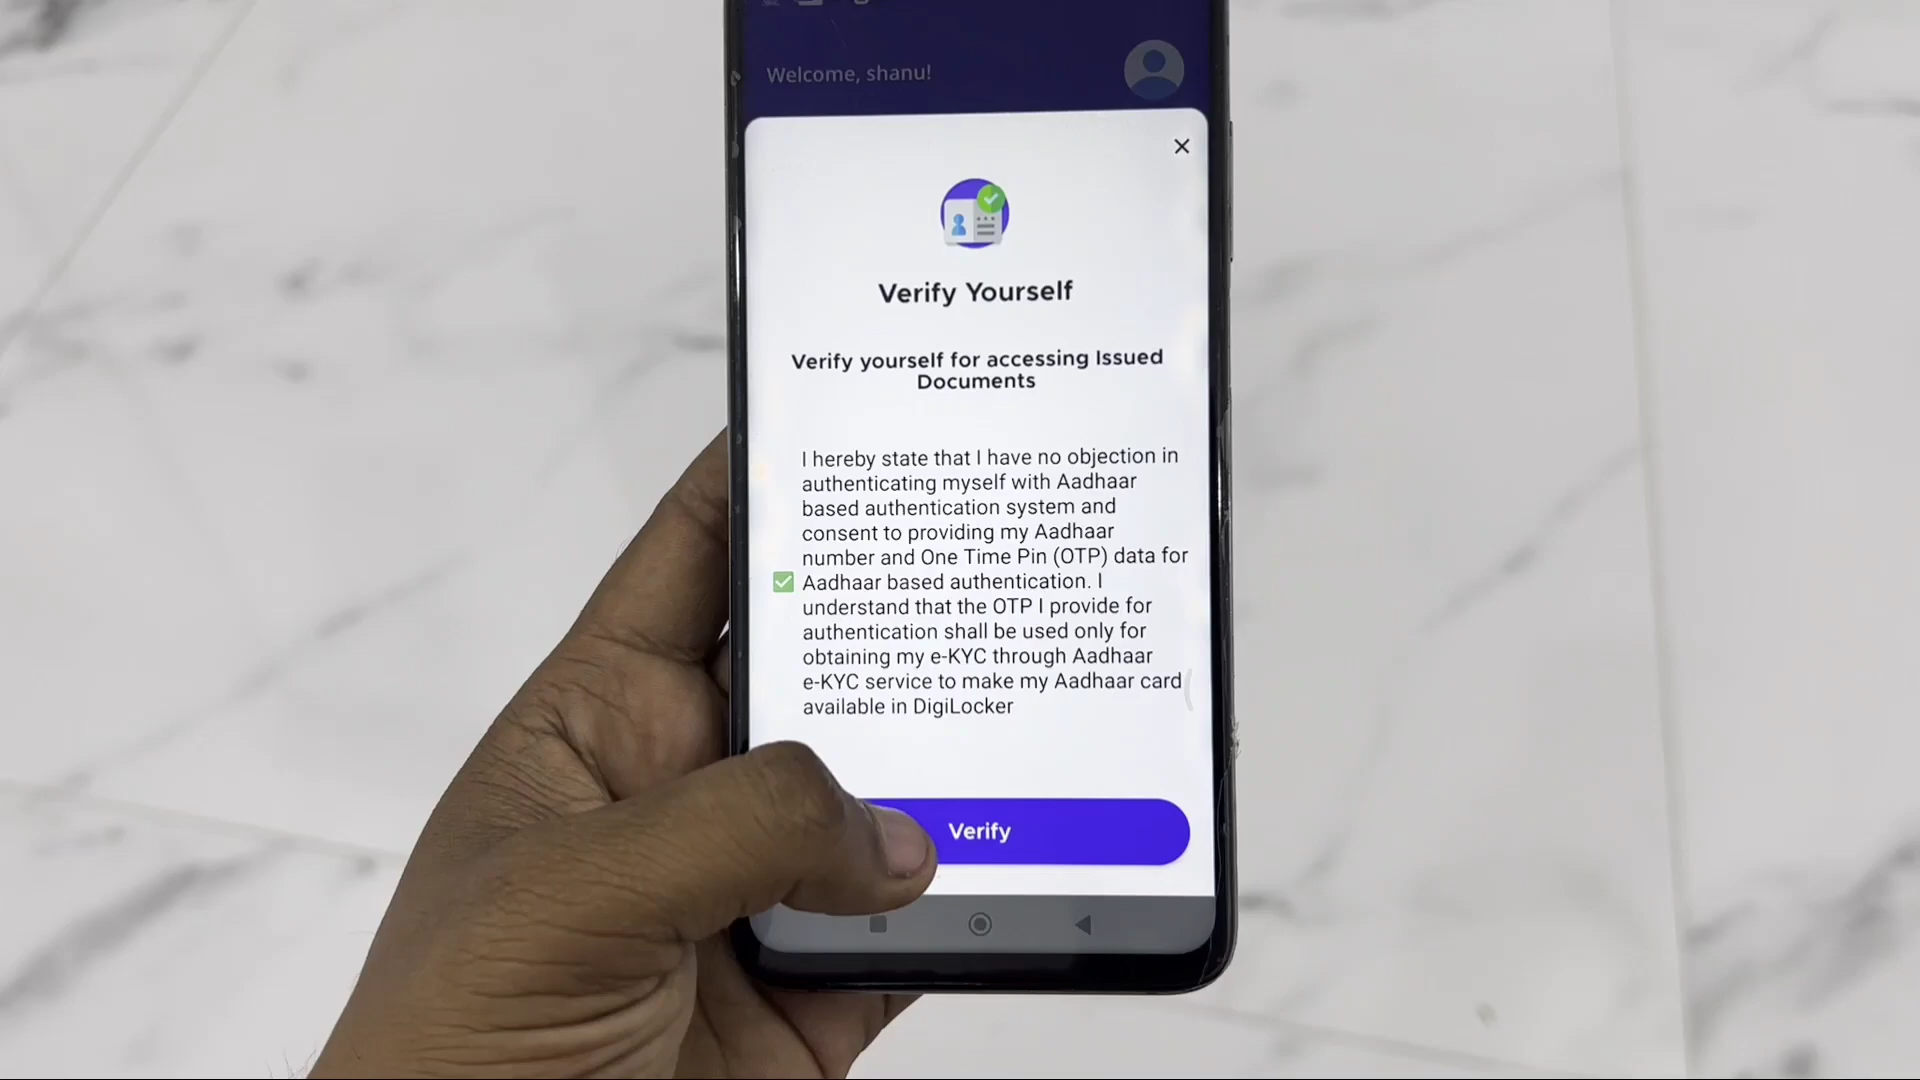 Welcome, shanu!
Verify Yourself
Verify yourself for accessing Issued
Documents
I hereby state that I have no objection in
authenticating myself with Aadhaar
based authentication system and
consent to providing my Aadhaar
number and One Time Pin (OTP) data for
Aadhaar based authentication. I
understand that the OTP I provide for
authentication shall be used only for
obtaining my e-KYC through Aadhaar
e-KYC service to make my Aadhaar card
available in DigiLocker
Verify